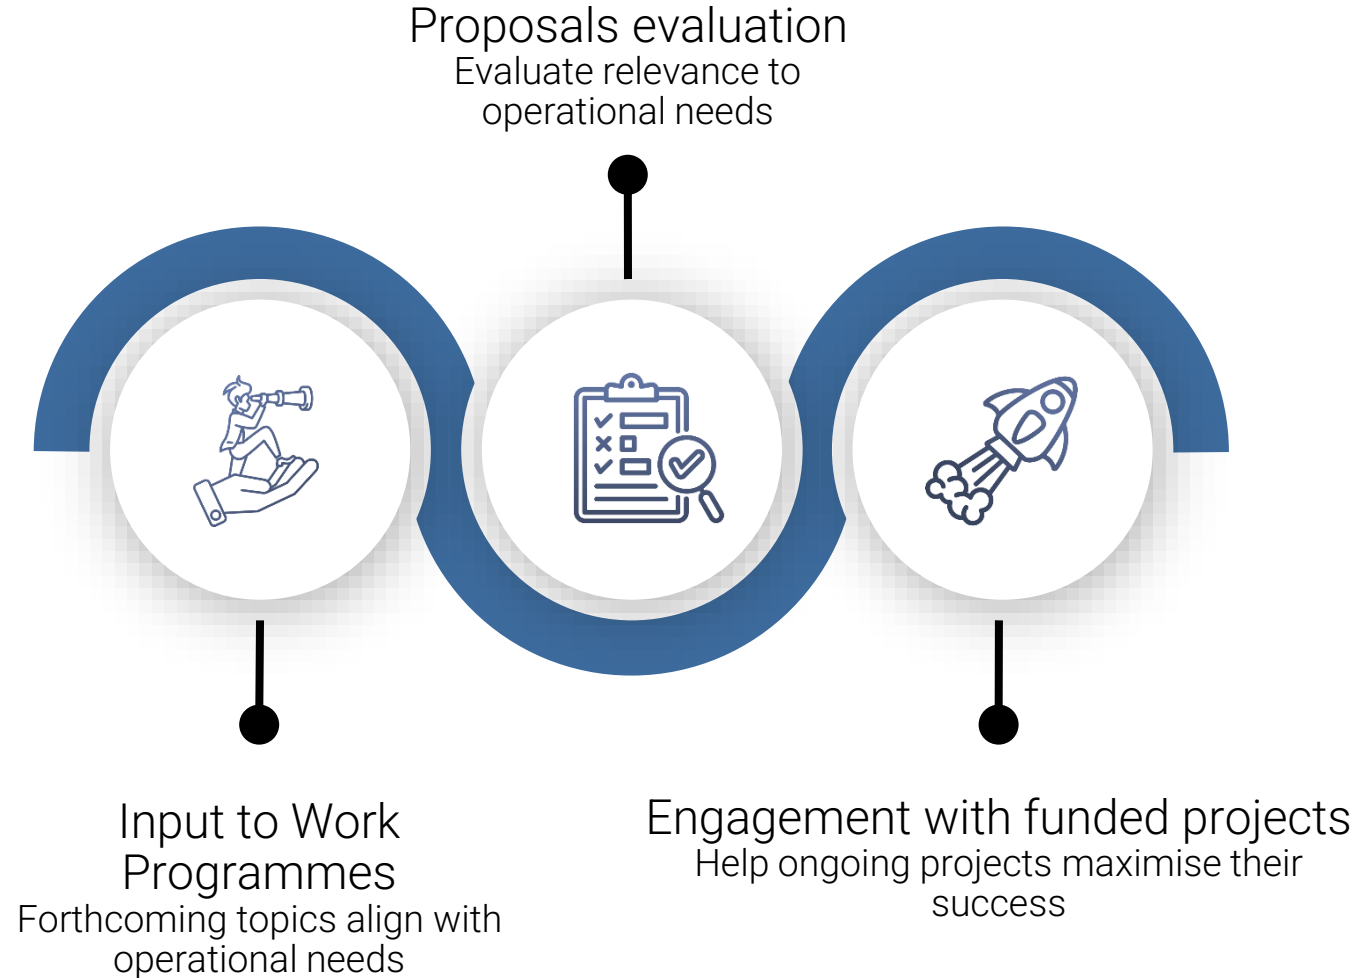 Proposals evaluation
Evaluate relevance to
operational needs
Input to Work
Programmes
Forthcoming topics align with
operational needs
Engagement with funded projects
Help ongoing projects maximise their
success